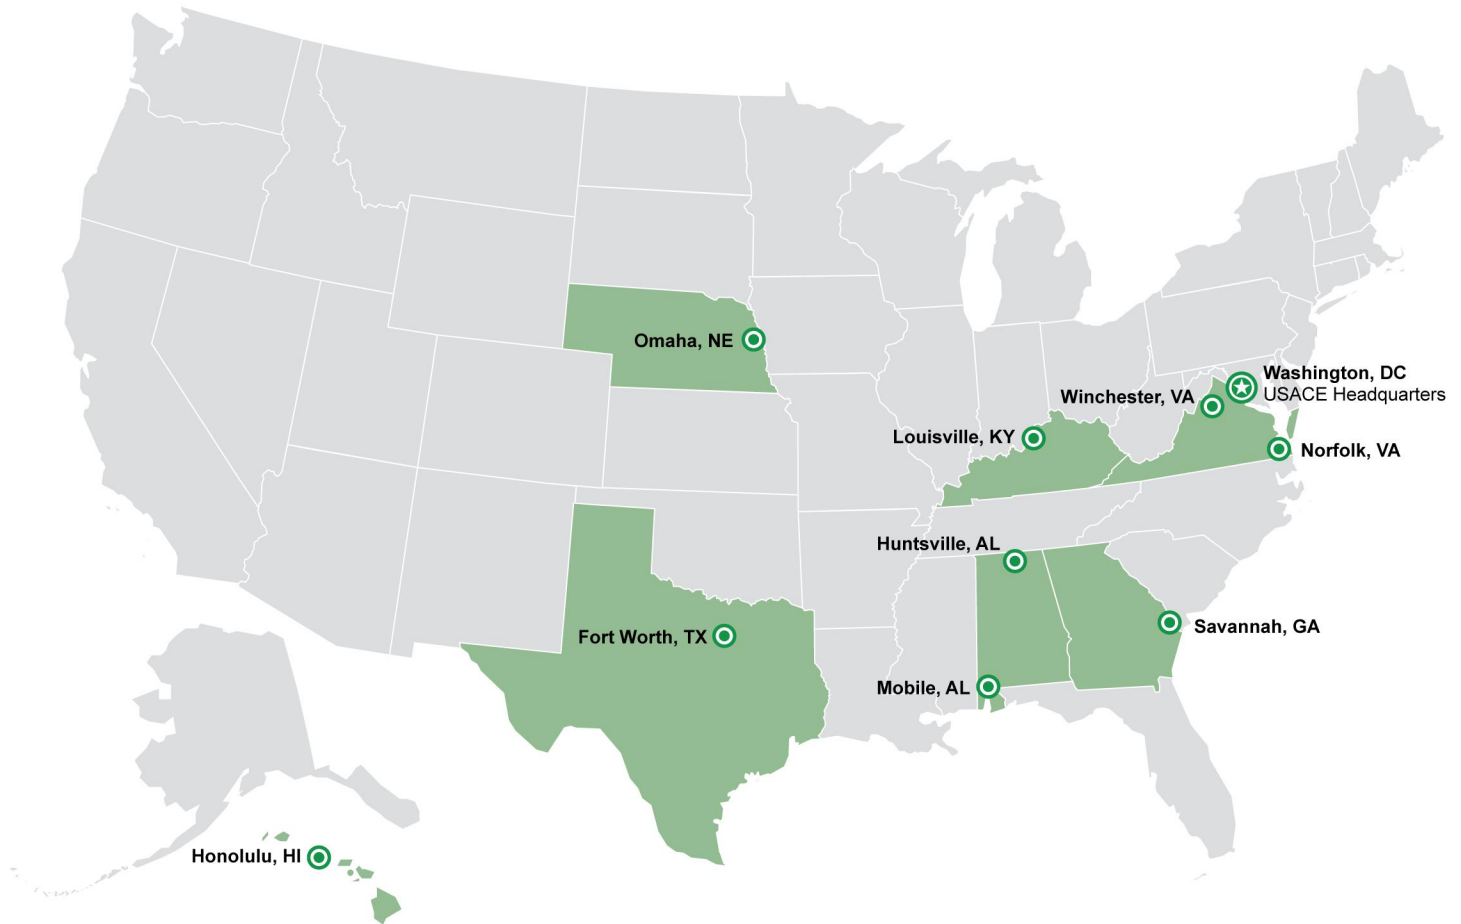 Omaha, NE
Washington, DC
USACE Headquarters
Winchester, VA
Louisville, KY
Norfolk, VA
Huntsville, AL
Savannah, GA
Fort Worth, TX
Mobile, AL
Honolulu, HI